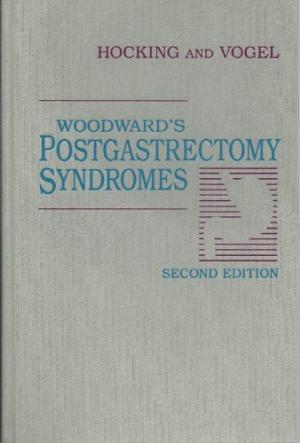 HOCKING AND VOGEL
WOODWARD'S
POSTGASTRECTOMY
SYNDROMES
SECOND EDITION